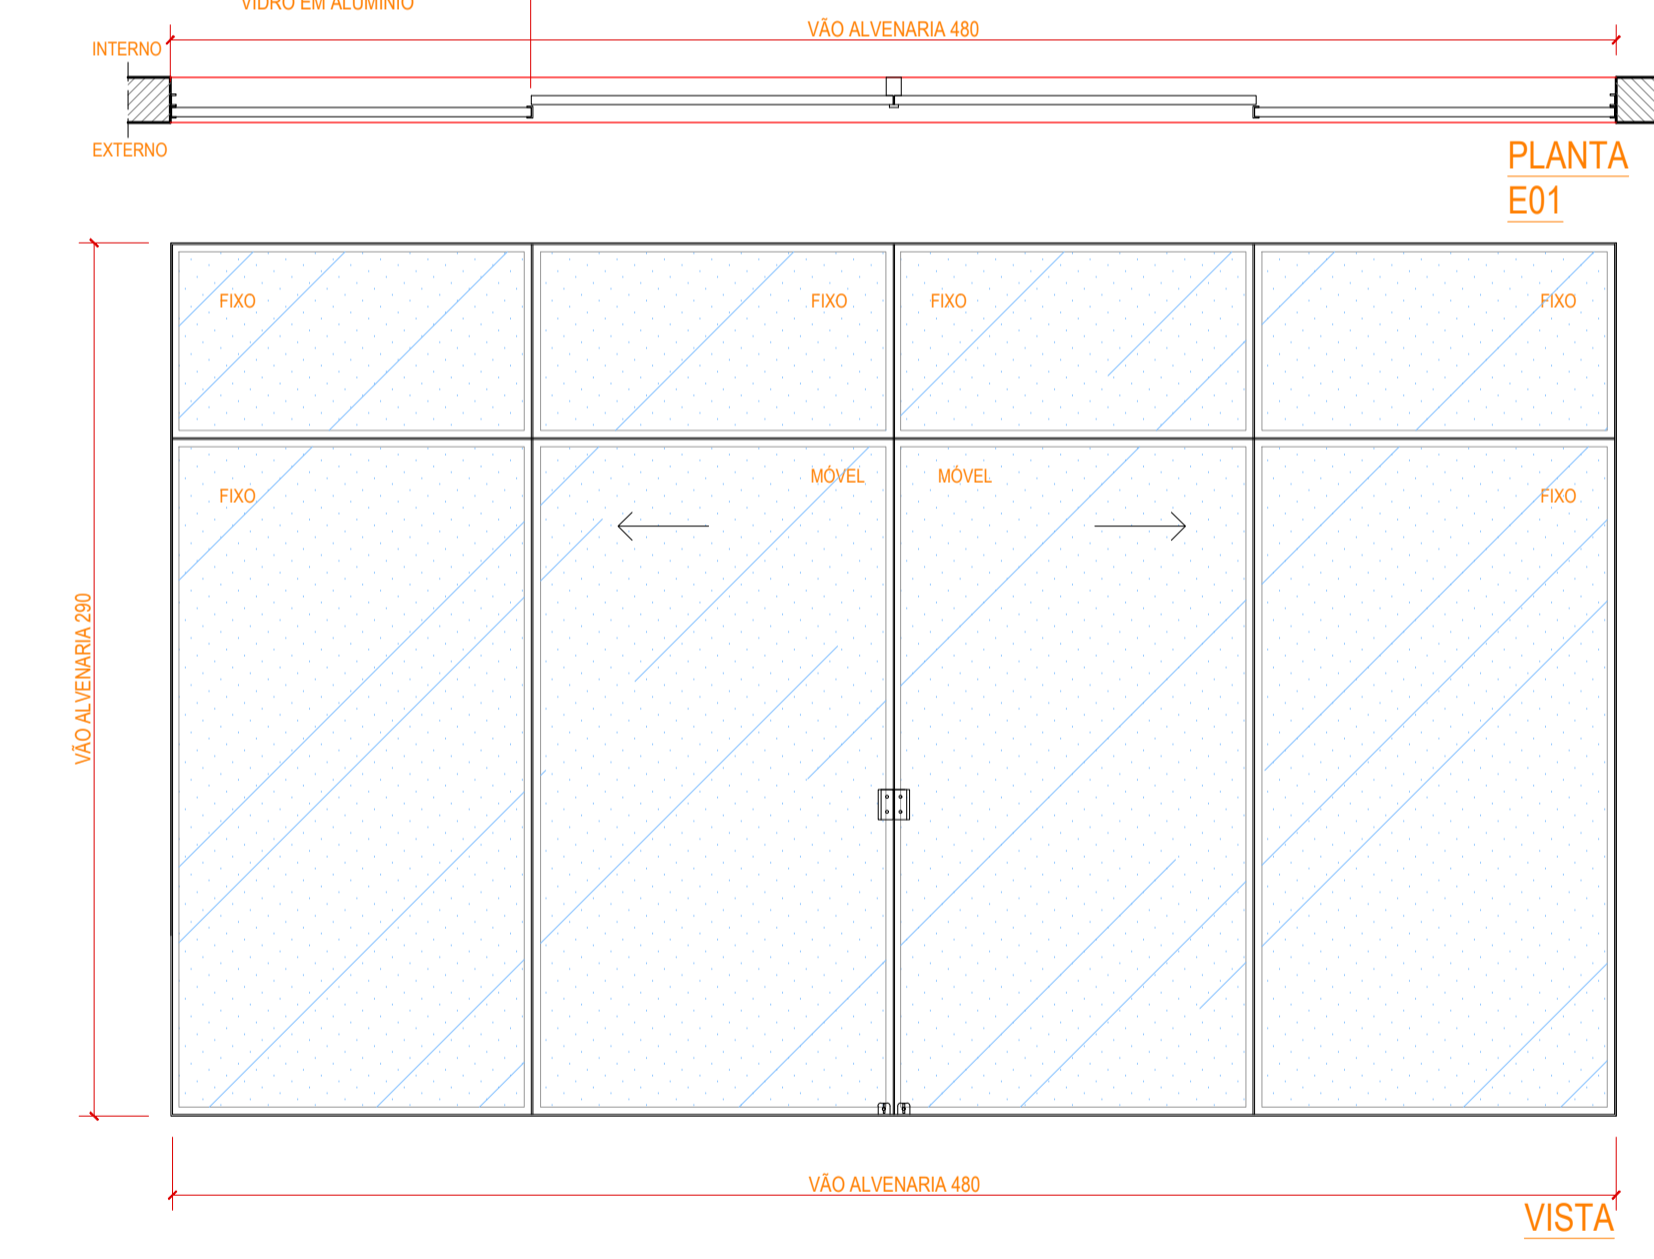 VIDRO EM ALUMÍNIO
VÃO ALVENARIA 480
INTERNO
EXTERNO
PLANTA
E01
FIXO
FIXO
FIXO
FIXO
FIXO
MÓVEL
MÓVEL
FIXO
VÃO ALVENARIA 290
VÃO ALVENARIA 480
VISTA